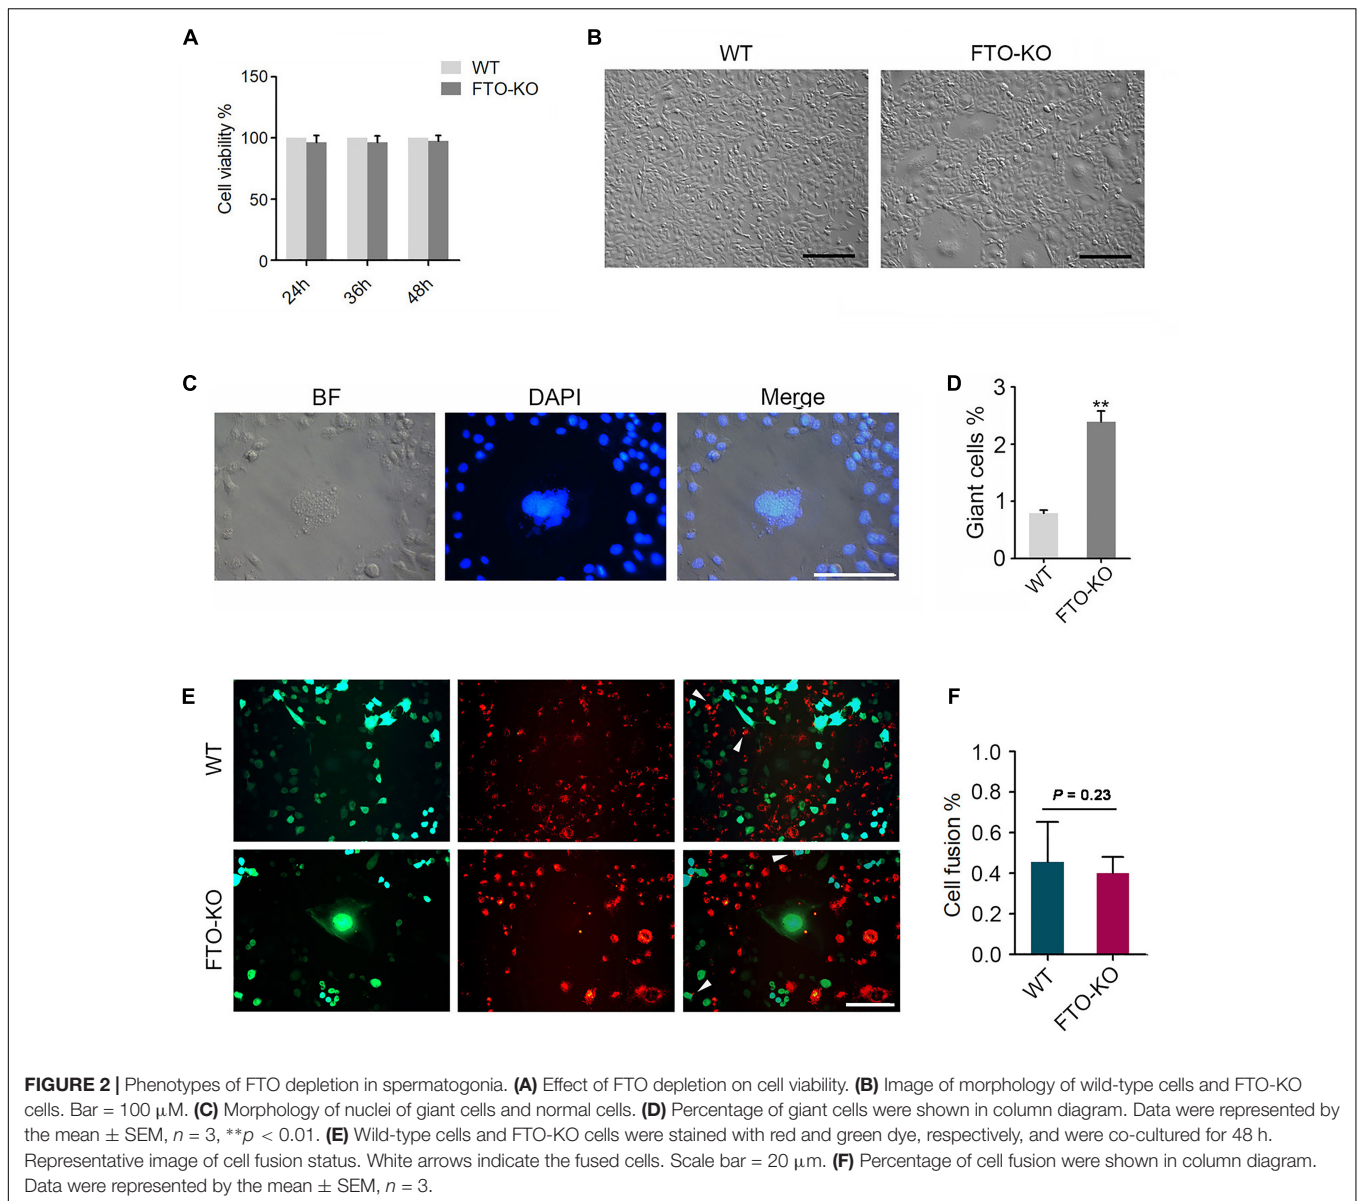 A
WT
FTO-KO
Cell viability %
150
100
50
0
24h
36h
48h
B
WT
FTO-KO
C
BF
DAPI
Merge
D
Giant cells %
3
2
1
0
**
WT
FTO-KO
E
WT
FTO-KO
F
Cell fusion %
1.0
0.8
0.6
0.4
0.2
0.0
P = 0.23
WT
FTO-KO
FIGURE 2 | Phenotypes of FTO depletion in spermatogonia. (A) Effect of FTO depletion on cell viability. (B) Image of morphology of wild-type cells and FTO-KO
cells. Bar = 100 μM. (C) Morphology of nuclei of giant cells and normal cells. (D) Percentage of giant cells were shown in column diagram. Data were represented by
the mean ± SEM, n = 3, **p < 0.01. (E) Wild-type cells and FTO-KO cells were stained with red and green dye, respectively, and were co-cultured for 48 h.
Representative image of cell fusion status. White arrows indicate the fused cells. Scale bar = 20 μm. (F) Percentage of cell fusion were shown in column diagram.
Data were represented by the mean ± SEM, n = 3.